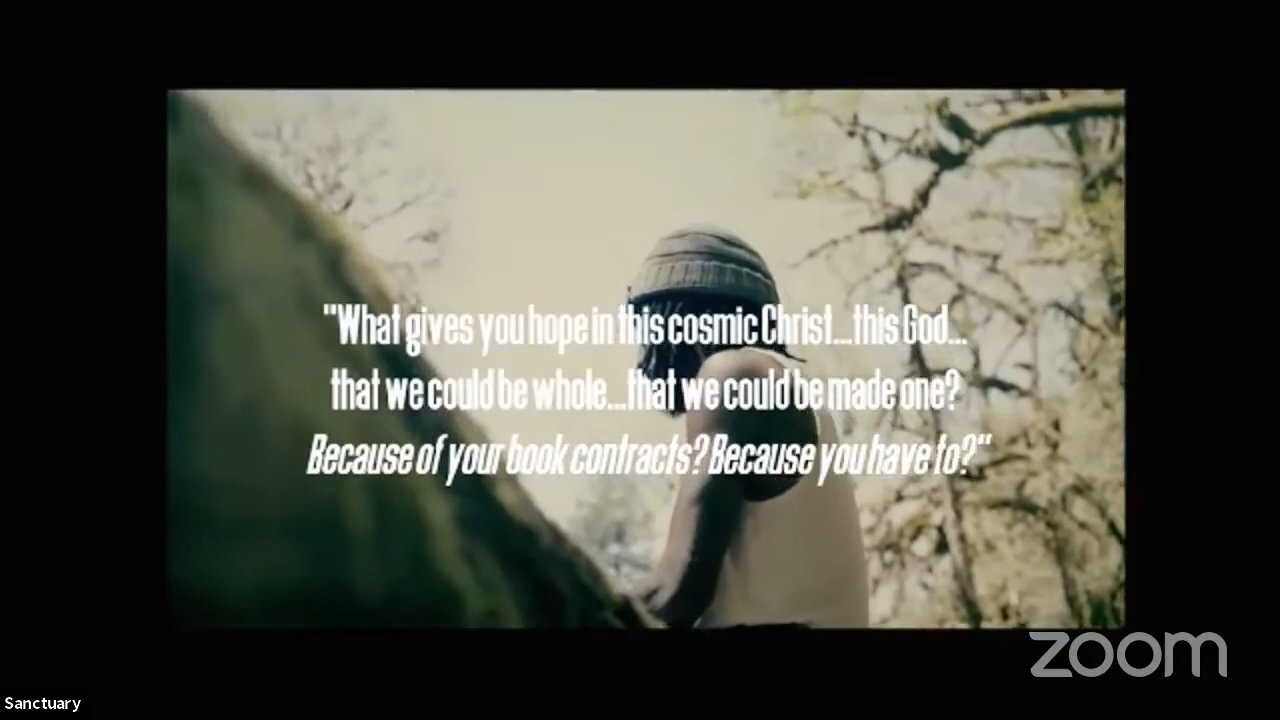 "What gives you hope in this cosmic Christ...this God...
that we could be whole...that we could be made one?
Because of your book contracts? Because you have to?"
zoom
Sanctuary